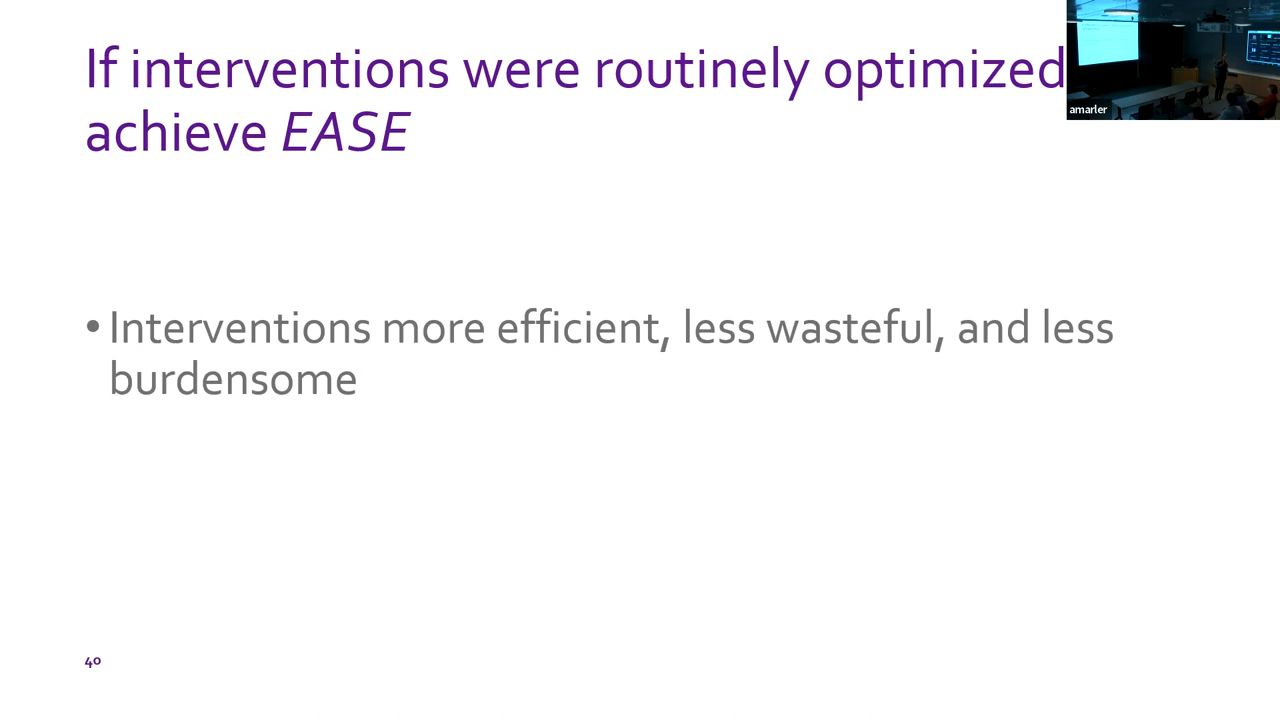 If interventions were routinely optimized
achieve EASE
amarler
• Interventions more efficient, less wasteful, and less
burdensome
40